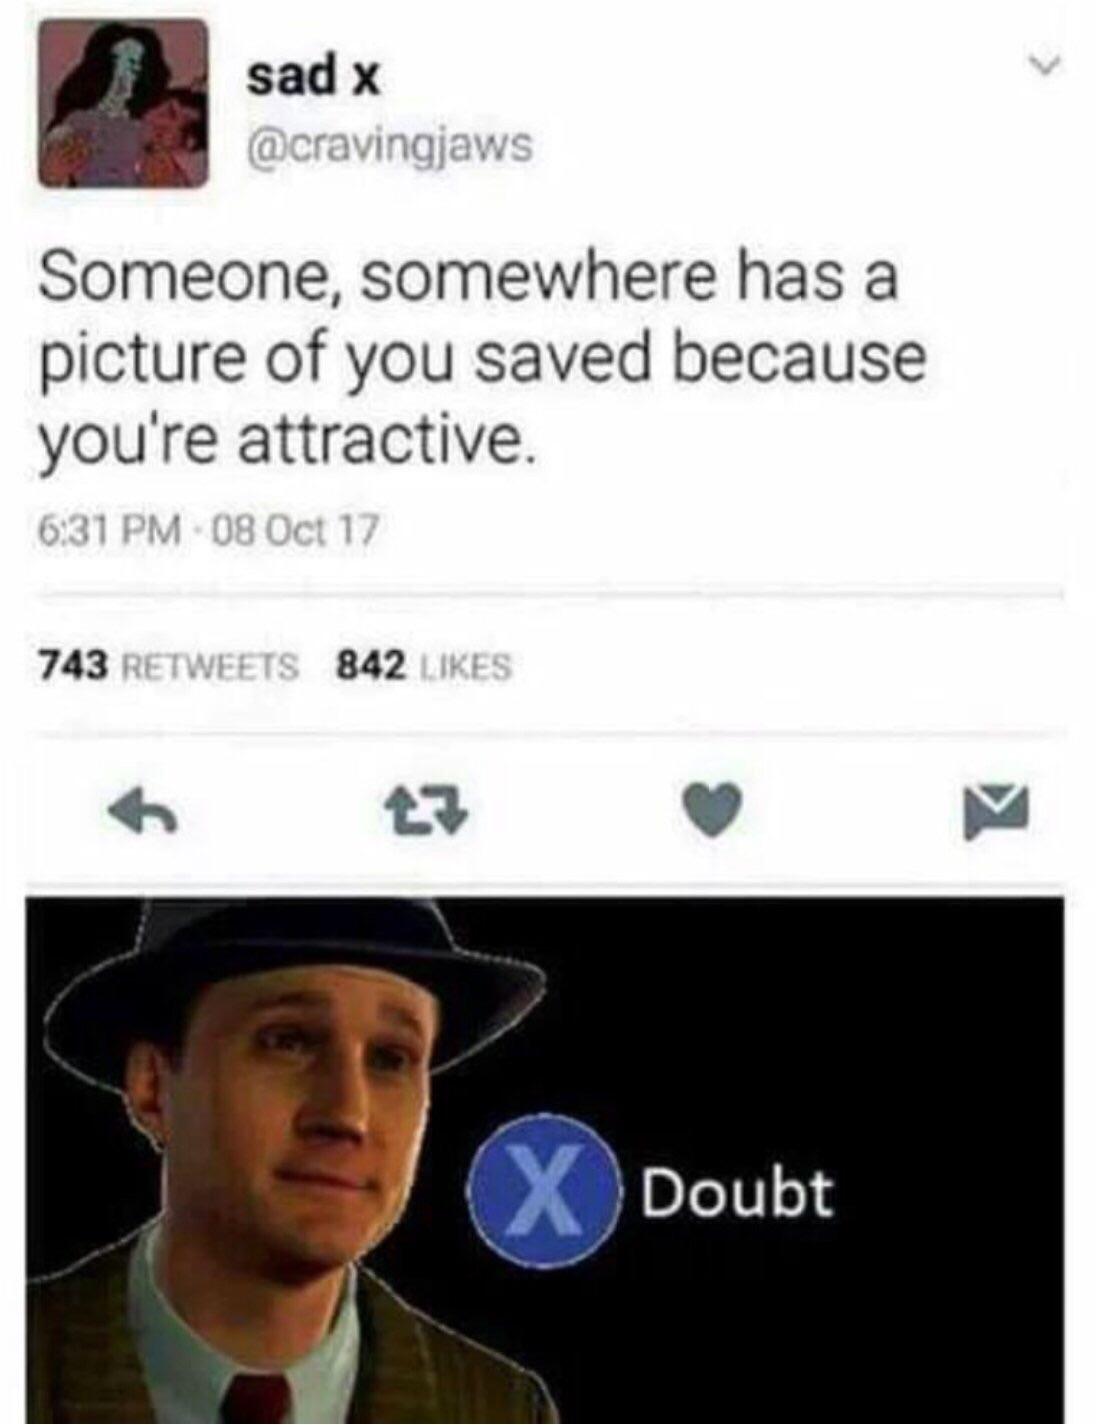 sad x
@cravingjaws
Someone, somewhere has a
picture of you saved because
you're attractive.
6:31 PM · 08 Oct 17
743 RETWEETS 842 LIKES
X Doubt